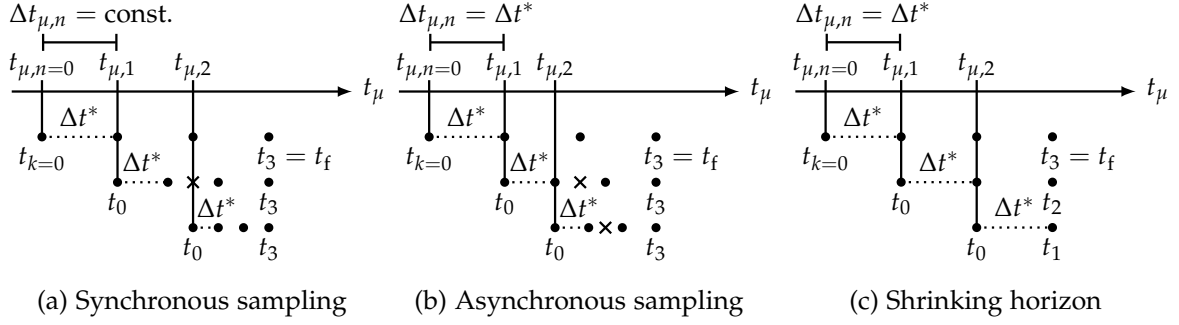 Δt_{μ,n} = const.
t_{μ,n=0} t_{μ,1} t_{μ,2}
t_μ
Δt*
t_{k=0} t_3 = t_f
Δt*
t_0 t_3
Δt*
t_0 t_3
(a) Synchronous sampling
Δt_{μ,n} = Δt*
t_{μ,n=0} t_{μ,1} t_{μ,2}
t_μ
Δt*
t_{k=0} t_3 = t_f
Δt*
t_0 t_3
Δt*
t_0 t_3
(b) Asynchronous sampling
Δt_{μ,n} = Δt*
t_{μ,n=0} t_{μ,1} t_{μ,2}
t_μ
Δt*
t_{k=0} t_3 = t_f
Δt*
t_0 t_2
Δt*
t_0 t_1
(c) Shrinking horizon